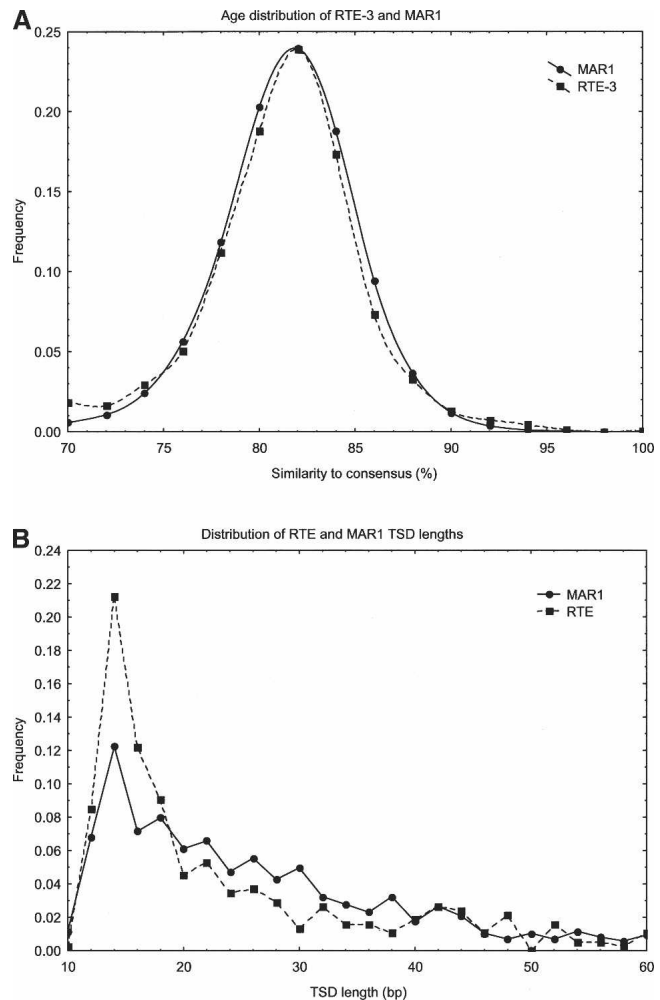 A
Age distribution of RTE-3 and MAR1
0.25
0.20
0.15
0.10
0.05
0.00
Frequency
MAR1
RTE-3
70 75 80 85 90 95 100
Similarity to consensus (%)
B
Distribution of RTE and MAR1 TSD lengths
0.24
0.22
0.20
0.18
0.16
0.14
0.12
0.10
0.08
0.06
0.04
0.02
0.00
Frequency
MAR1
RTE
10 20 30 40 50 60
TSD length (bp)